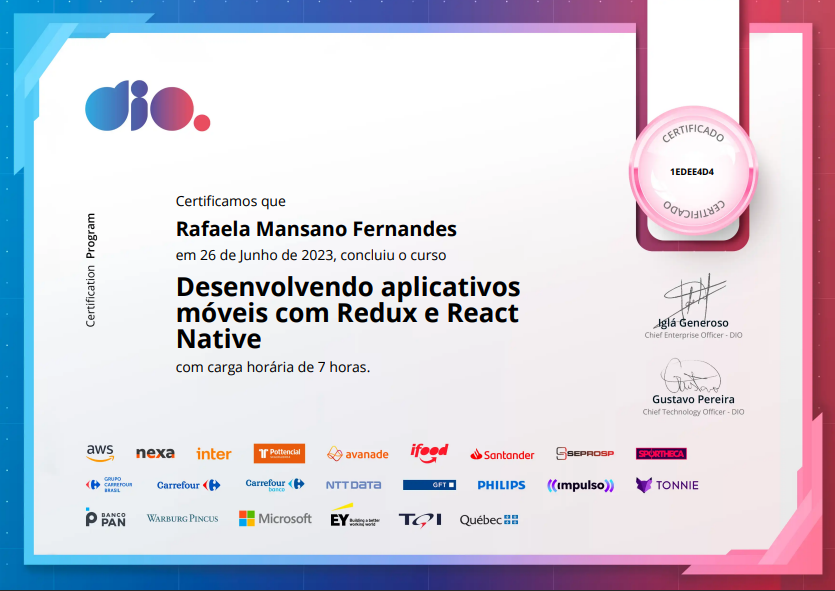 dio.
CERTIFICADO
1EDEE4D4
CERTIFICADO
Certification Program
Certificamos que
Rafaela Mansano Fernandes
em 26 de Junho de 2023, concluiu o curso
Desenvolvendo aplicativos
móveis com Redux e React
Native
com carga horária de 7 horas.
Iglá Generoso
Chief Enterprise Officer - DIO
Gustavo Pereira
Chief Technology Officer - DIO
aws nexa inter Pottencial avanade ifood Santander SEPROSP SPORTHECA
GRUPO CARREFOUR BRASIL Carrefour Carrefour banco NTT DATA GFT PHILIPS impulso TONNIE
BANCO PAN WARBURG PINCUS Microsoft EY Building a better working world TQI Québec